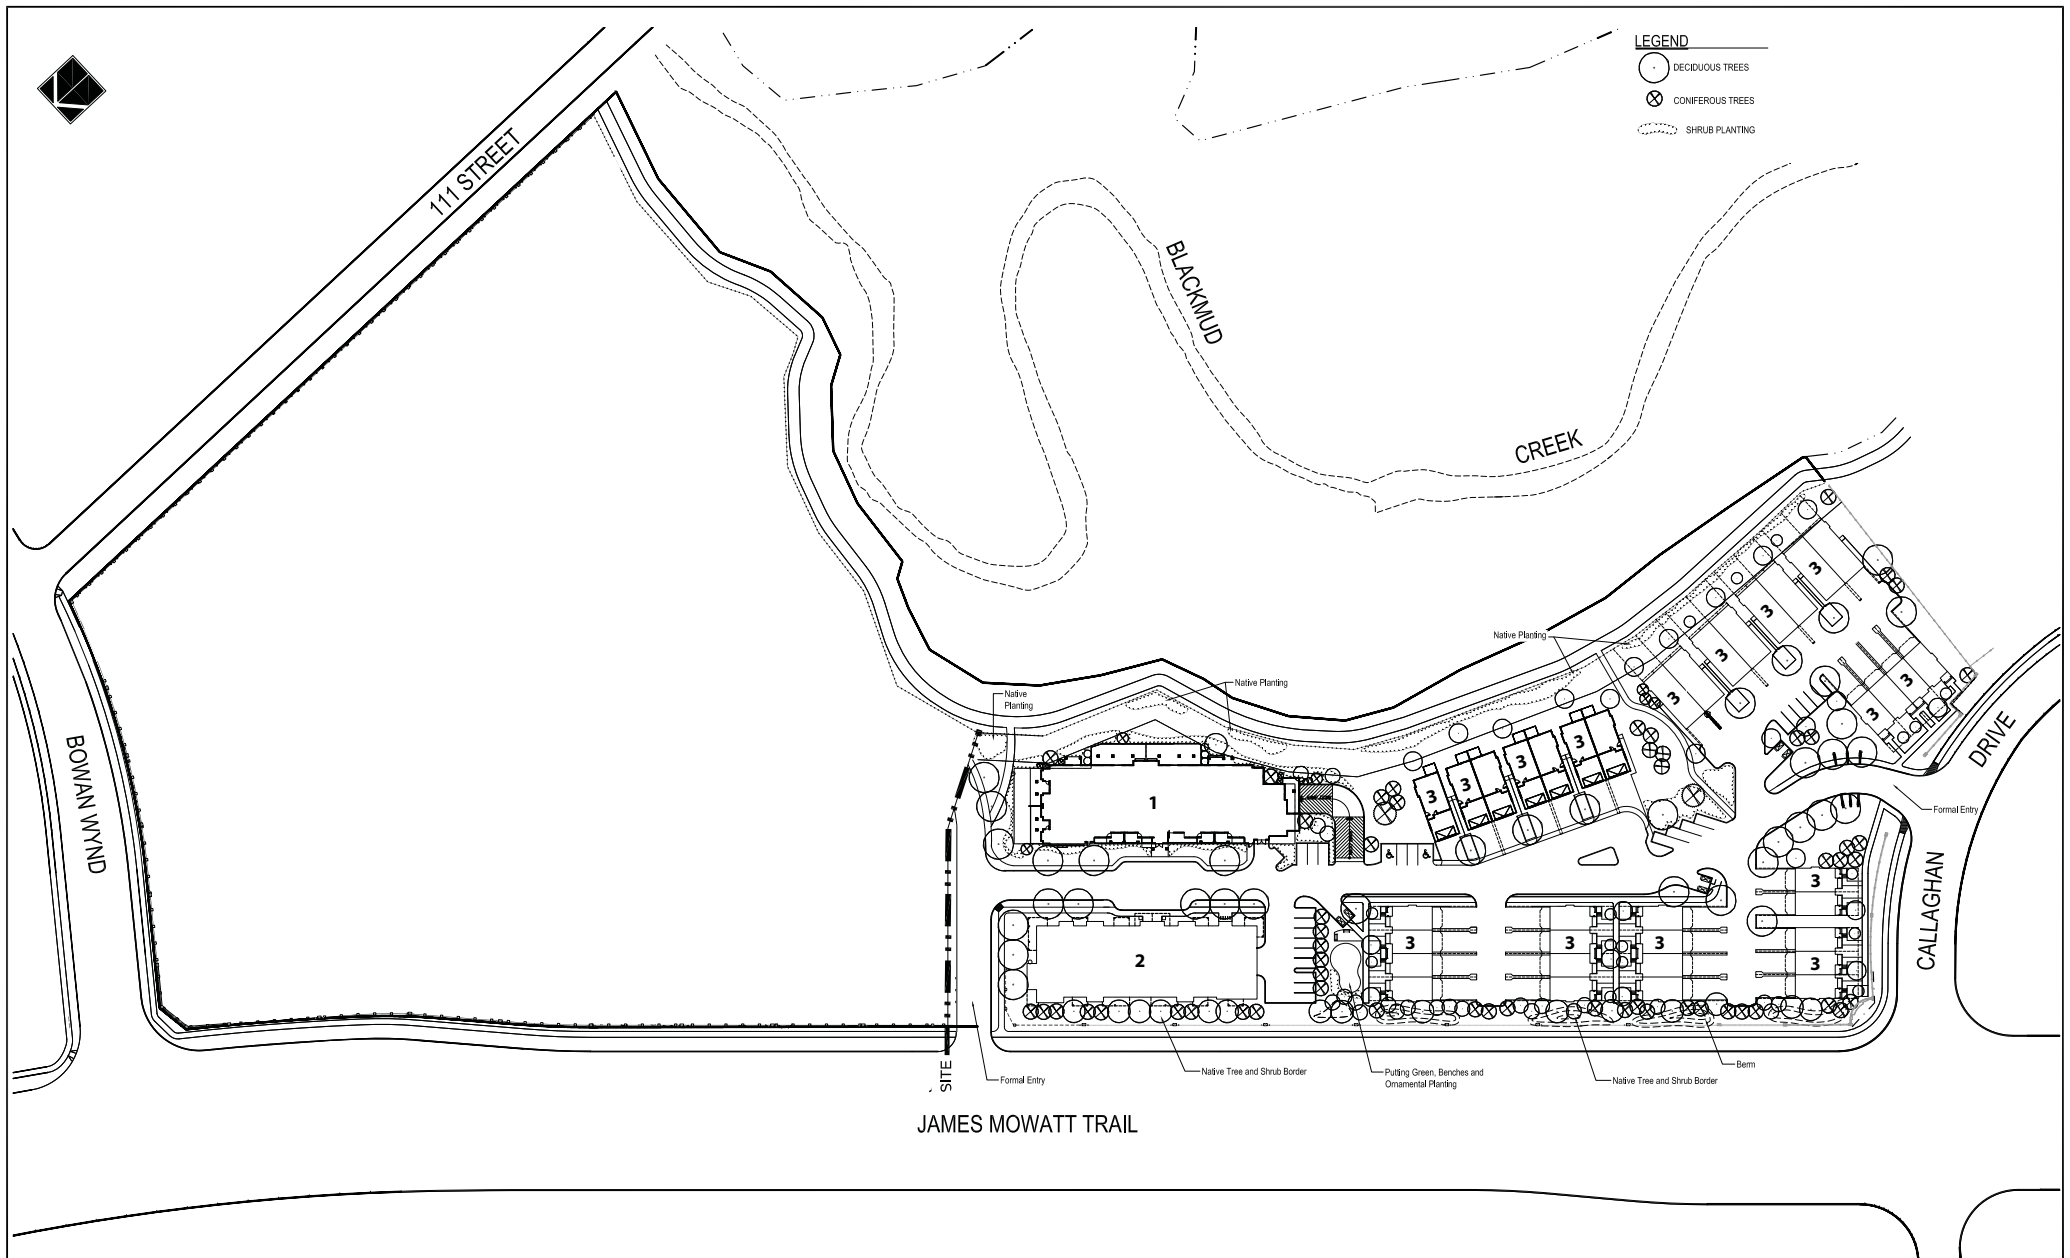 LEGEND
DECIDUOUS TREES
CONIFEROUS TREES
SHRUB PLANTING
111 STREET
BLACKMUD
CREEK
Native Planting
Native Planting
Native
Planting
3
3
3
3
3
3
3
3
3
3
1
DRIVE
Formal Entry
BOWAN WYND
CALLAGHAN
3
3
3
3
3
2
SITE
Formal Entry
Native Tree and Shrub Border
Putting Green, Benches and
Ornamental Planting
Native Tree and Shrub Border
Berm
JAMES MOWATT TRAIL